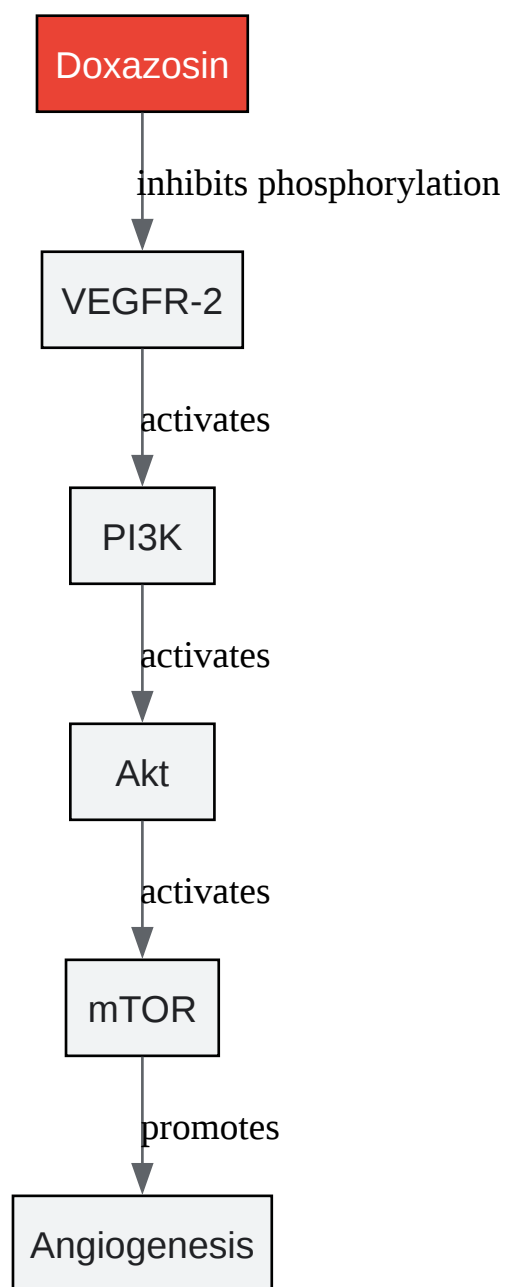 Doxazosin
inhibits phosphorylation
VEGFR-2
activates
PI3K
activates
Akt
activates
mTOR
promotes
Angiogenesis